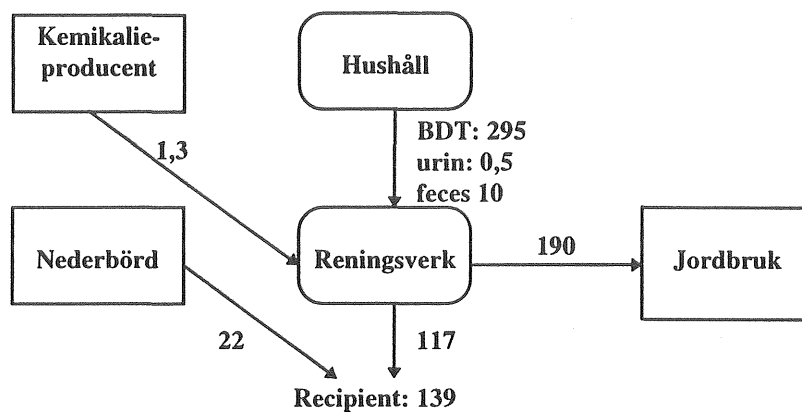 Kemikalie-
producent
Hushåll
BDT: 295
urin: 0,5
feces 10
1,3
Nederbörd
Reningsverk
190
Jordbruk
22
117
Recipient: 139